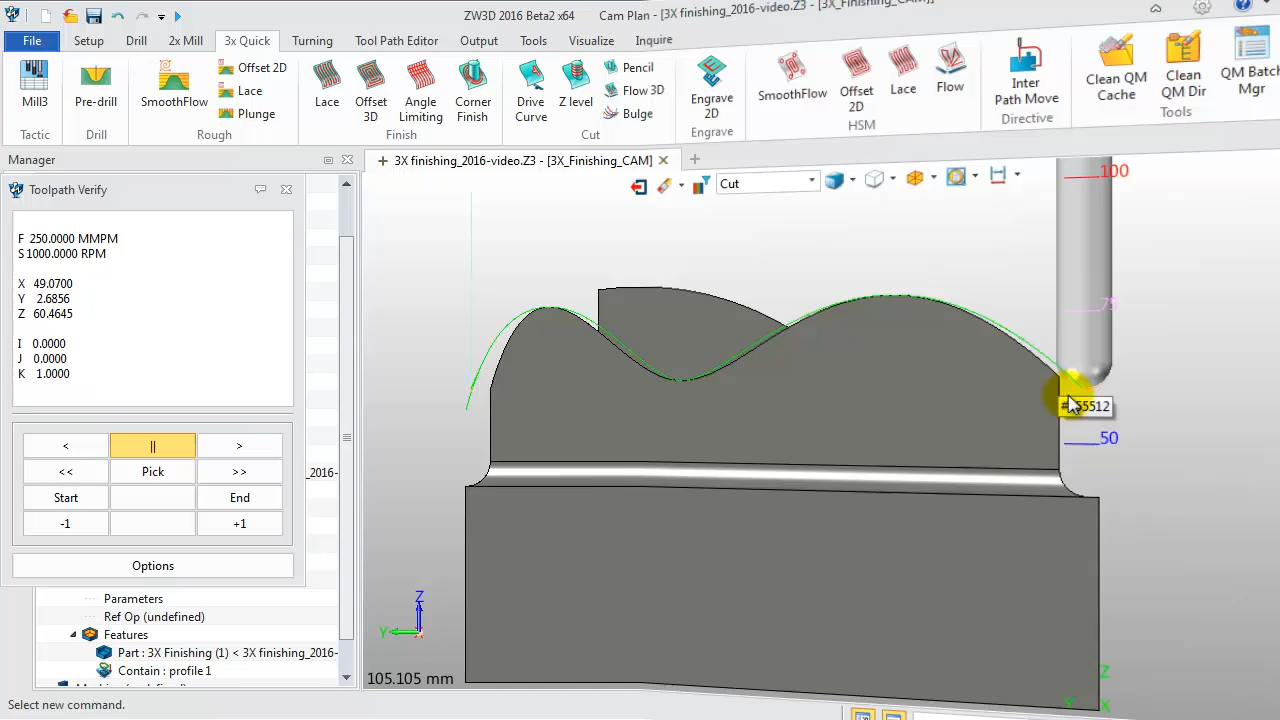 ZW3D 2016 Beta2 x64 Cam Plan - [3X finishing_2016-video.Z3 - [3X_Finishing_CAM]]
File Setup Drill 2x Mill 3x Quick Turning Tool Path Editor Output Tools Visualize Inquire
Mill3
Tactic
Pre-drill
Drill
SmoothFlow
Offset 2D
Lace
Plunge
Rough
Lace
Offset 3D
Angle Limiting
Corner Finish
Finish
Drive Curve
Z level
Pencil
Flow 3D
Bulge
Cut
Engrave 2D
Engrave
SmoothFlow
Offset 2D
Lace
Flow
HSM
Inter Path Move
Directive
Clean QM Cache
Clean QM Dir
QM Batch Mgr
Tools
Manager
3X finishing_2016-video.Z3 - [3X_Finishing_CAM]
Toolpath Verify
Cut
F 250.0000 MMPM
S 1000.0000 RPM
X 49.0700
Y 2.6856
Z 60.4645
I 0.0000
J 0.0000
K 1.0000
< || >
<< Pick >>
Start End
-1 +1
Options
_2016-
Parameters
Ref Op (undefined)
Features
Part : 3X Finishing (1) < 3X finishing_2016-
Contain : profile1
100
75
50
Z
Y
105.105 mm
Z
X
Select new command.